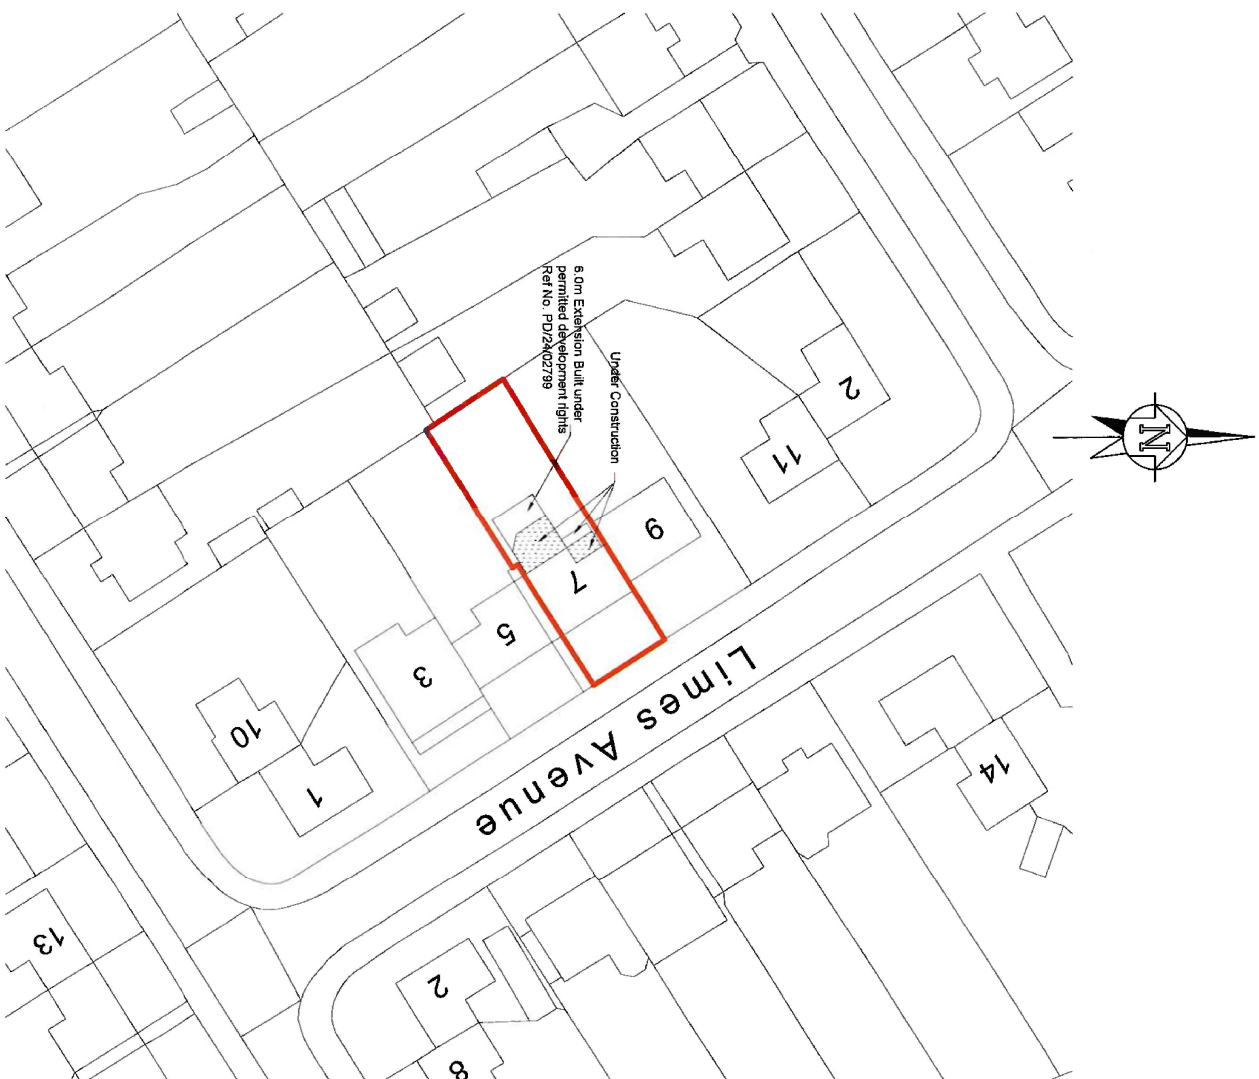 6.0m Extension Built under
permitted development rights
Ref No. PD/24/02799
Under Construction
2
11
9
7
5
3
10
1
Limes Avenue
14
13
2
8
N